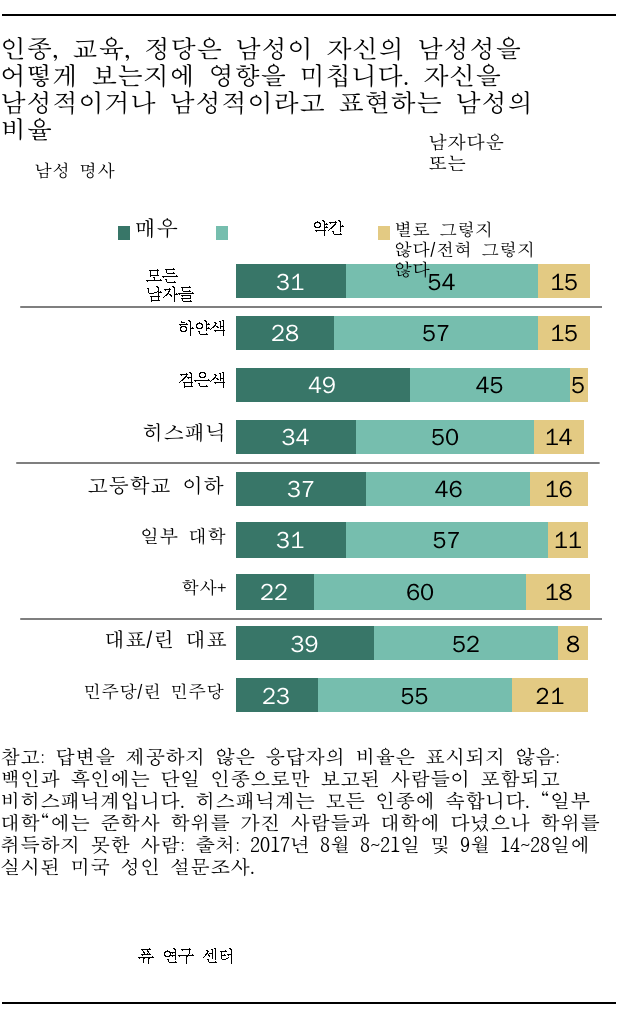 인종, 교육, 정당은 남성이 자신의 남성성을
어떻게 보는지에 영향을 미칩니다. 자신을
남성적이거나 남성적이라고 표현하는 남성의
비율
남자다운
또는
남성 명사
매우
약간
별로 그렇지
않다/전혀 그렇지
않다
모든
남자들
31 54 15
하얀색 28 57 15
검은색 49 45 5
히스패닉 34 50 14
고등학교 이하 37 46 16
일부 대학 31 57 11
학사+ 22 60 18
대표/린 대표 39 52 8
민주당/린 민주당 23 55 21
참고: 답변을 제공하지 않은 응답자의 비율은 표시되지 않음:
백인과 흑인에는 단일 인종으로만 보고된 사람들이 포함되고
비히스패닉계입니다. 히스패닉계는 모든 인종에 속합니다. “일부
대학“에는 준학사 학위를 가진 사람들과 대학에 다녔으나 학위를
취득하지 못한 사람: 출처: 2017년 8월 8~21일 및 9월 14~28일에
실시된 미국 성인 설문조사.
퓨 연구 센터